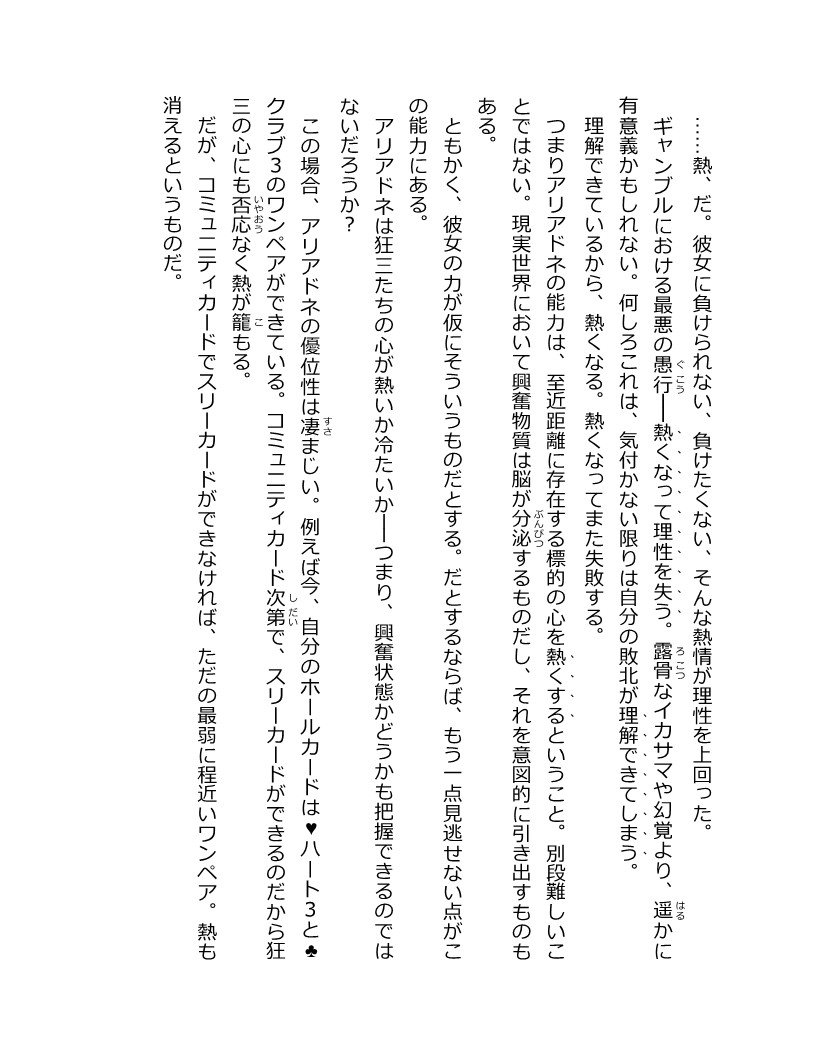 ……熱、だ。彼女に負けられない、負けたくない、そんな熱情が理性を上回った。
ギャンブルにおける最悪の愚行――熱くなって理性を失う。露骨なイカサマや幻覚より、遥かに
有意義かもしれない。何しろこれは、気付かない限りは自分の敗北が理解できてしまう。
理解できているから、熱くなる。熱くなってまた失敗する。
つまりアリアドネの能力は、至近距離に存在する標的の心を熱くするということ。別段難しいこ
とではない。現実世界において興奮物質は脳が分泌するものだし、それを意図的に引き出すものも
ある。
ともかく、彼女の力が仮にそういうものだとする。だとするならば、もう一点見逃せない点がこ
の能力にある。
アリアドネは狂三たちの心が熱いか冷たいか――つまり、興奮状態かどうかも把握できるのでは
ないだろうか？
この場合、アリアドネの優位性は凄まじい。例えば今、自分のホールカードは♥ハート3と♣
クラブ3のワンペアができている。コミュニティカード次第で、スリーカードができるのだから狂
三の心にも否応なく熱が籠もる。
だが、コミュニティカードでスリーカードができなければ、ただの最弱に程近いワンペア。熱も
消えるというものだ。